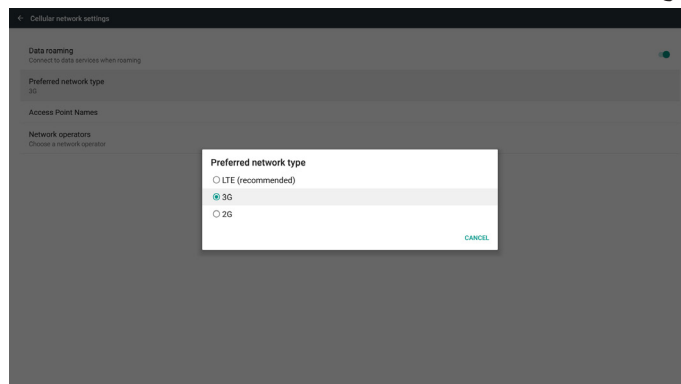 Cellular network settings
Data roaming
Connect to data services when roaming
Preferred network type
3G
Access Point Names
Network operators
Choose a network operator
Preferred network type
LTE (recommended)
3G
2G
CANCEL